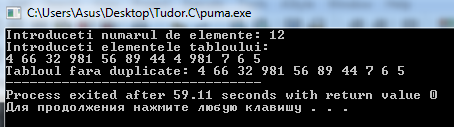 C:\Users\Asus\Desktop\Tudor.C\puma.exe
Introduceti numarul de elemente: 12
Introduceti elementele tabloului:
4 66 32 981 56 89 44 4 981 7 6 5
Tabloul fara duplicate: 4 66 32 981 56 89 44 7 6 5
--------------------------------
Process exited after 59.11 seconds with return value 0
Для продолжения нажмите любую клавишу . . .